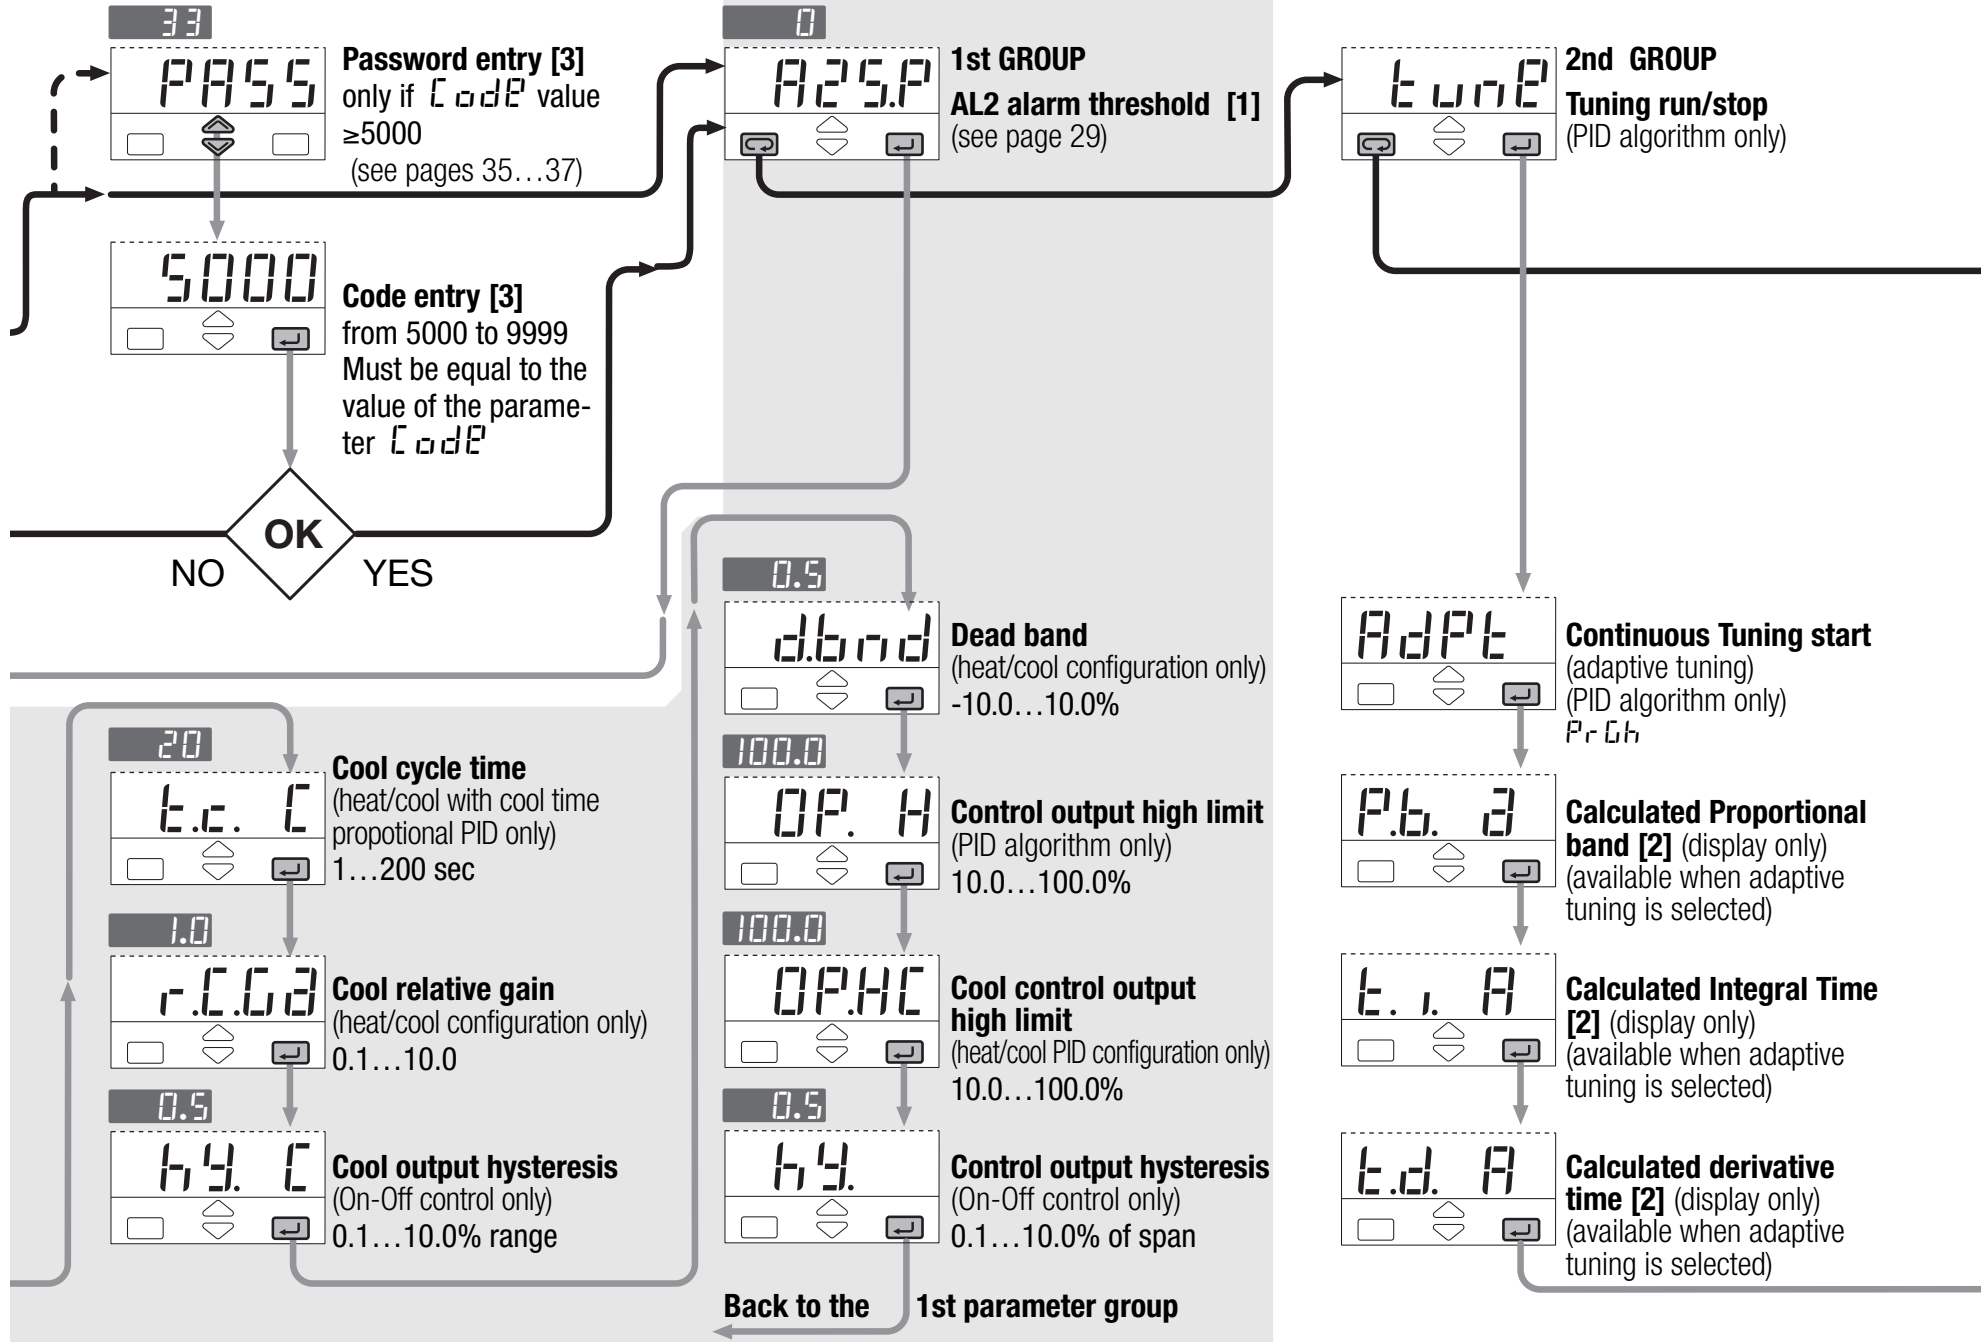 33
PASS
Password entry [3]
only if CodE value
≥5000
(see pages 35…37)
5000
Code entry [3]
from 5000 to 9999
Must be equal to the
value of the parame-
ter CodE
OK
NO
YES
20
t.c. C
Cool cycle time
(heat/cool with cool time
propotional PID only)
1…200 sec
1.0
r.C.Ga
Cool relative gain
(heat/cool configuration only)
0.1…10.0
0.5
hy. C
Cool output hysteresis
(On-Off control only)
0.1…10.0% range
0
A2S.P
1st GROUP
AL2 alarm threshold [1]
(see page 29)
0.5
d.bnd
Dead band
(heat/cool configuration only)
-10.0…10.0%
100.0
OP. H
Control output high limit
(PID algorithm only)
10.0…100.0%
100.0
OP.HC
Cool control output
high limit
(heat/cool PID configuration only)
10.0…100.0%
0.5
hy.
Control output hysteresis
(On-Off control only)
0.1…10.0% of span
Back to the 1st parameter group
tunE
2nd GROUP
Tuning run/stop
(PID algorithm only)
AdPt
Continuous Tuning start
(adaptive tuning)
(PID algorithm only)
PrGh
P.b. a
Calculated Proportional
band [2] (display only)
(available when adaptive
tuning is selected)
t.i. A
Calculated Integral Time
[2] (display only)
(available when adaptive
tuning is selected)
t.d. A
Calculated derivative
time [2] (display only)
(available when adaptive
tuning is selected)